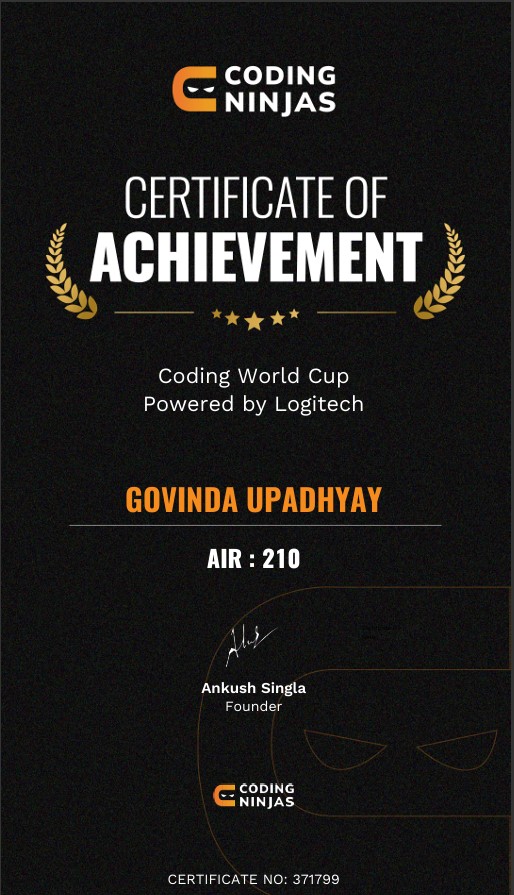 CODING
NINJAS
CERTIFICATE OF
ACHIEVEMENT
Coding World Cup
Powered by Logitech
GOVINDA UPADHYAY
AIR : 210
Ankush Singla
Founder
CODING
NINJAS
CERTIFICATE NO: 371799